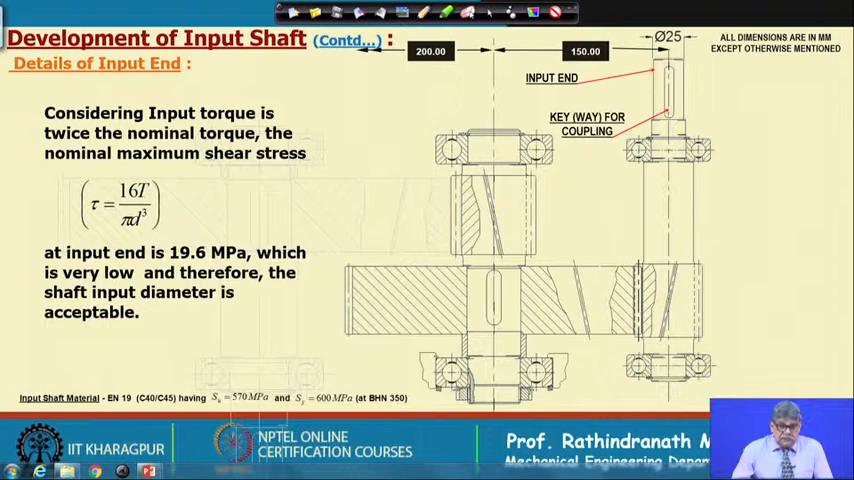 Development of Input Shaft (Contd...) :
Details of Input End :
200.00
150.00
Ø25
ALL DIMENSIONS ARE IN MM
EXCEPT OTHERWISE MENTIONED
INPUT END
KEY (WAY) FOR
COUPLING
Considering Input torque is
twice the nominal torque, the
nominal maximum shear stress
(τ = 16T / πd³)
at input end is 19.6 MPa, which
is very low and therefore, the
shaft input diameter is
acceptable.
Input Shaft Material - EN 19 (C40/C45) having Su = 570 MPa and Sy = 600 MPa (at BHN 350)
IIT KHARAGPUR
NPTEL ONLINE
CERTIFICATION COURSES
Prof. Rathindranath M
Mechanical Engineering Depar